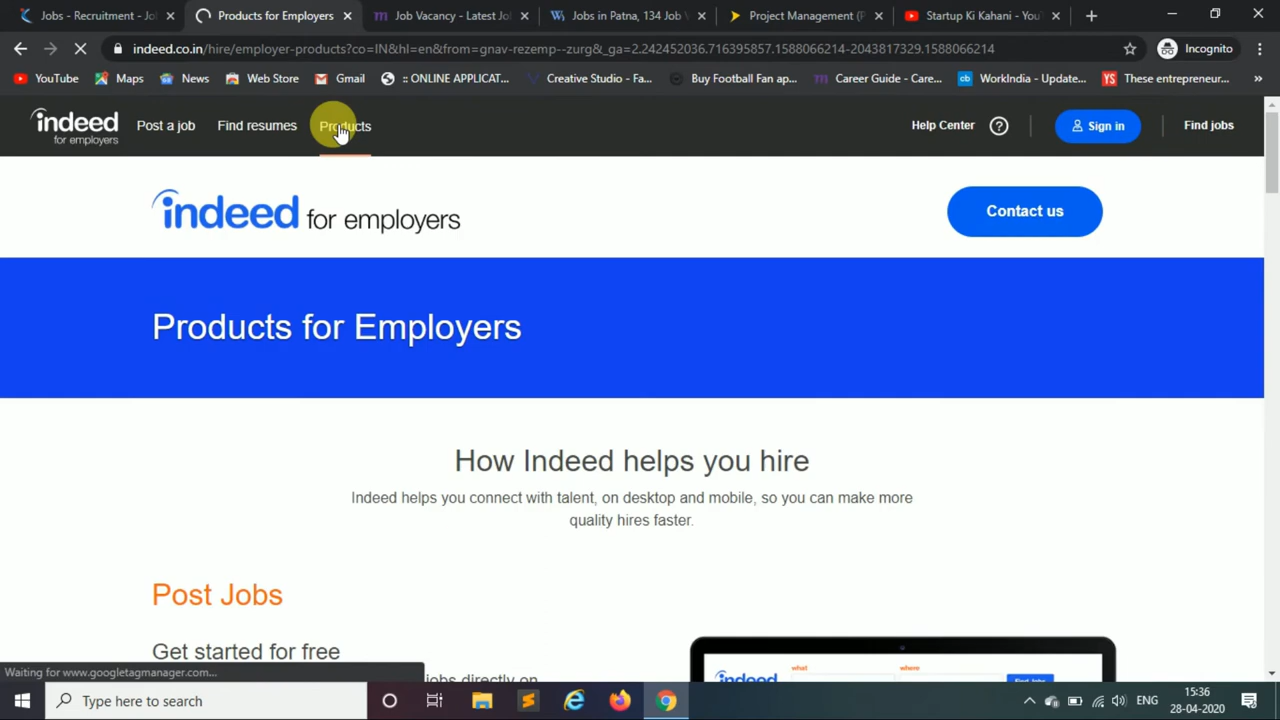 Jobs - Recruitment - Jo
Products for Employers
Job Vacancy - Latest Jo
Jobs in Patna, 134 Job
Project Management (P
Startup Ki Kahani - You
indeed.co.in/hire/employer-products?co=IN&hl=en&from=gnav-rezemp--zurg&_ga=2.242452036.716395857.1588066214-2043817329.1588066214
Incognito
YouTube
Maps
News
Web Store
Gmail
:: ONLINE APPLICAT...
Creative Studio - Fa...
Buy Football Fan ap...
Career Guide - Care...
WorkIndia - Update...
These entrepreneur...
indeed for employers
Post a job
Find resumes
Products
Help Center
Sign in
Find jobs
indeed for employers
Contact us
Products for Employers
How Indeed helps you hire
Indeed helps you connect with talent, on desktop and mobile, so you can make more
quality hires faster.
Post Jobs
Get started for free
jobs directly on
what
where
indeed
Find Jobs
Waiting for www.googletagmanager.com...
Type here to search
ENG
15:36
28-04-2020